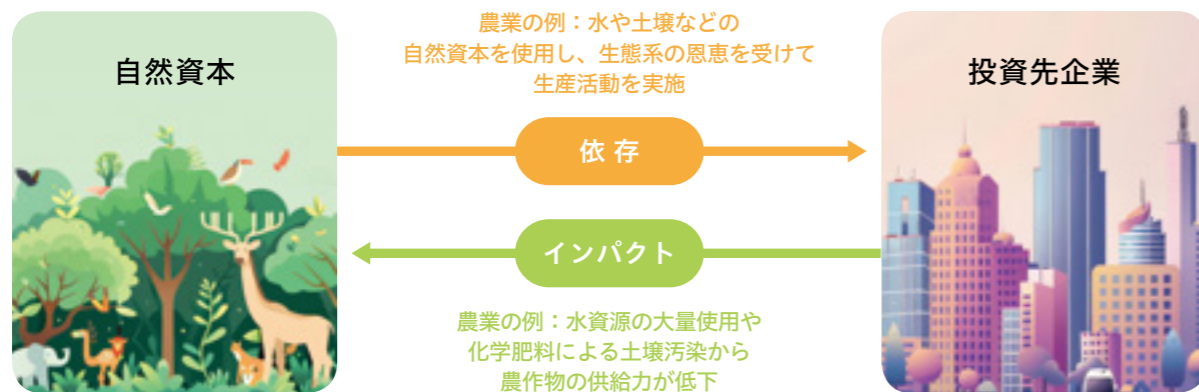 農業の例：水や土壌などの
自然資本を使用し、生態系の恩恵を受けて
生産活動を実施
自然資本
投資先企業
依存
インパクト
農業の例：水資源の大量使用や
化学肥料による土壌汚染から
農作物の供給力が低下